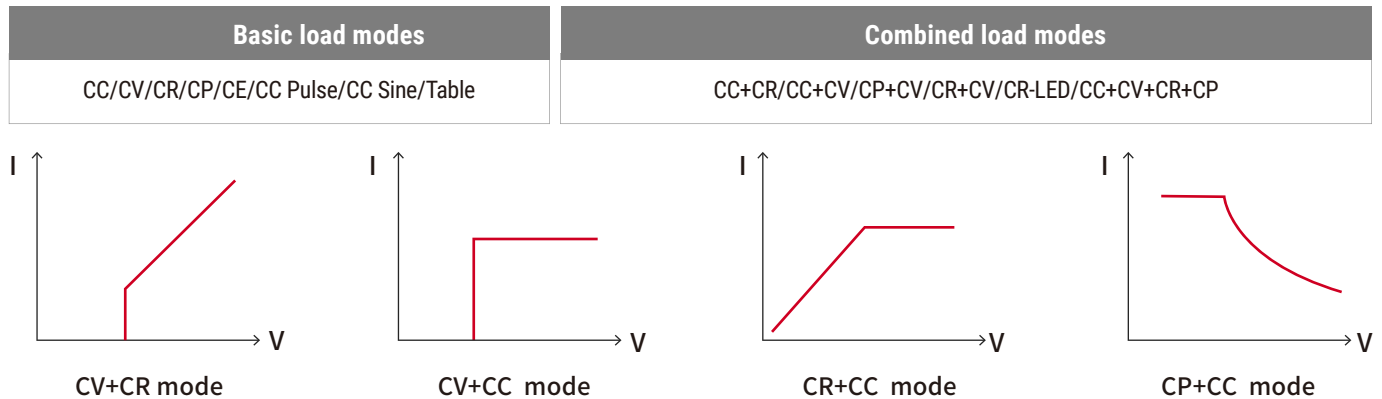 Basic load modes
Combined load modes
CC/CV/CR/CP/CE/CC Pulse/CC Sine/Table
CC+CR/CC+CV/CP+CV/CR+CV/CR-LED/CC+CV+CR+CP
I
V
CV+CR mode
I
V
CV+CC mode
I
V
CR+CC mode
I
V
CP+CC mode